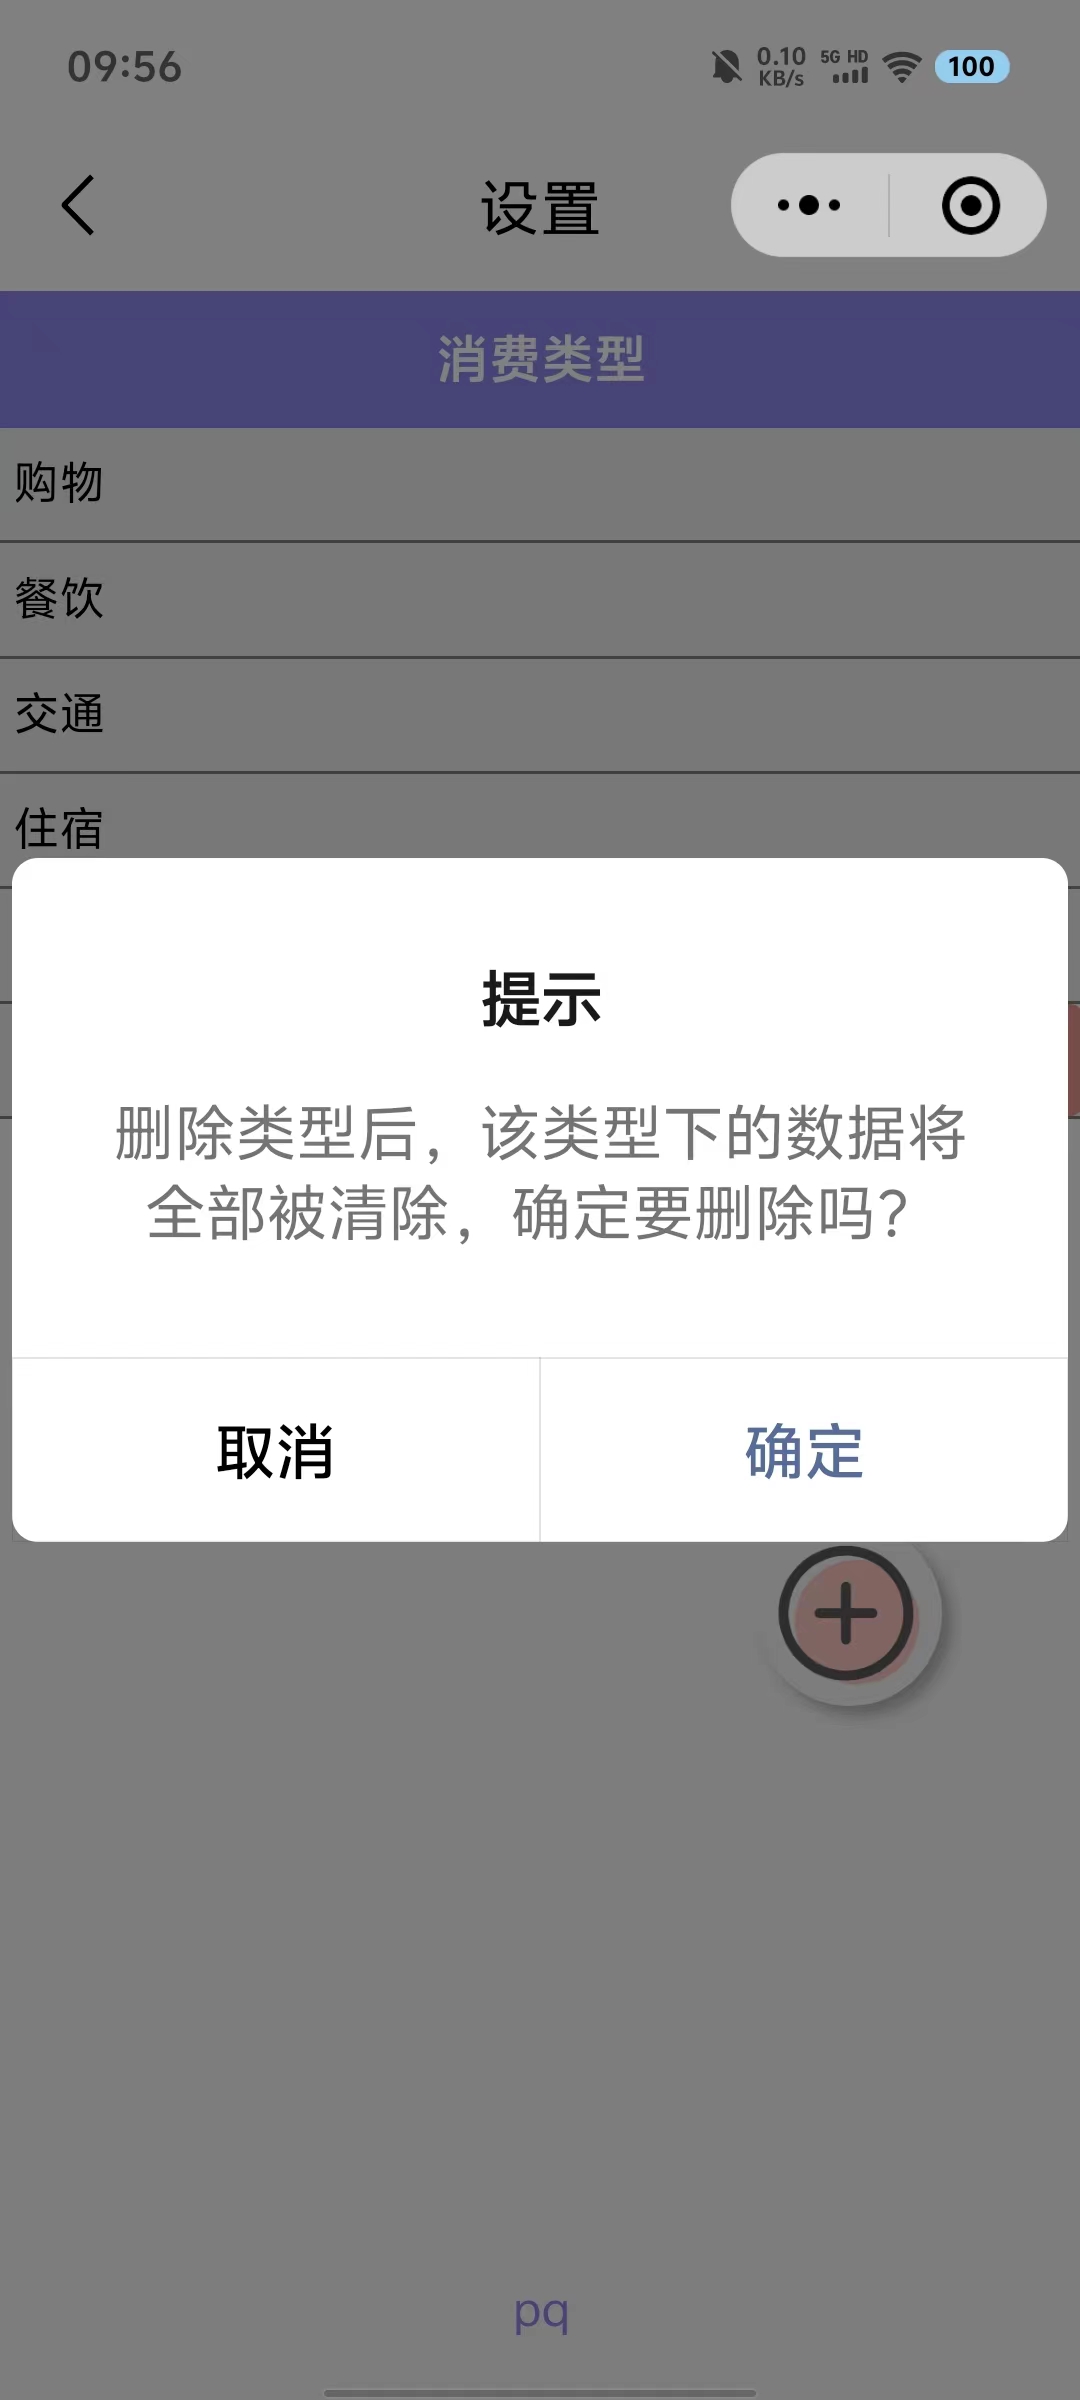 09:56
0.10
KB/s
5G HD
100
设置
消费类型
购物
餐饮
交通
住宿
提示
删除类型后，该类型下的数据将
全部被清除，确定要删除吗？
取消
确定
pq